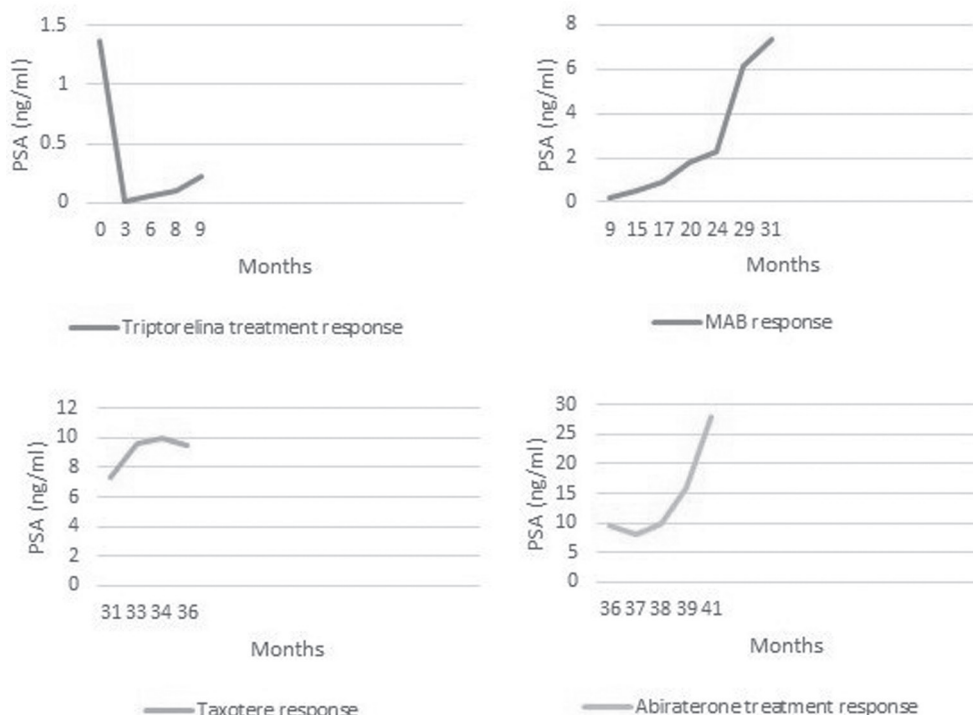 PSA (ng/ml)
1.5
1
0.5
0
0 3 6 8 9
Months
Triptorelina treatment response
PSA (ng/ml)
8
6
4
2
0
9 15 17 20 24 29 31
Months
MAB response
PSA (ng/ml)
12
10
8
6
4
2
0
31 33 34 36
Months
Taxotere response
PSA (ng/ml)
30
25
20
15
10
5
0
36 37 38 39 41
Months
Abiraterone treatment response